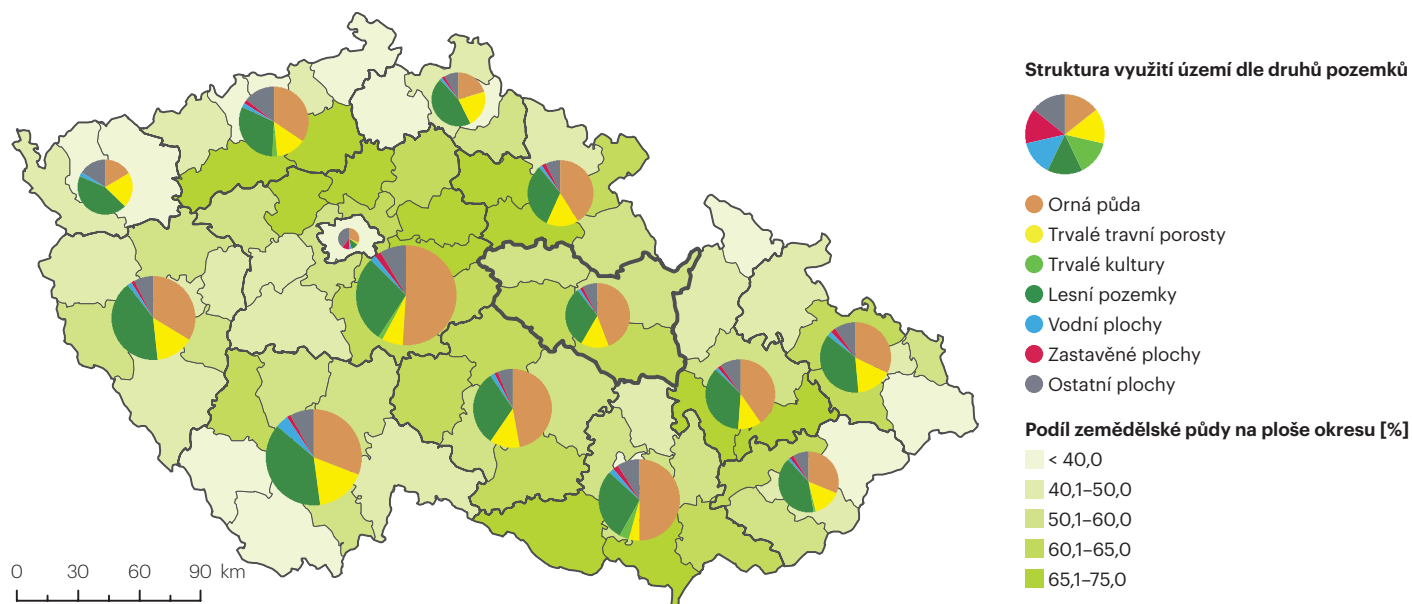 Struktura využití území dle druhů pozemků
Orná půda
Trvalé travní porosty
Trvalé kultury
Lesní pozemky
Vodní plochy
Zastavěné plochy
Ostatní plochy
Podíl zemědělské půdy na ploše okresu [%]
< 40,0
40,1–50,0
50,1–60,0
60,1–65,0
65,1–75,0
0 30 60 90 km